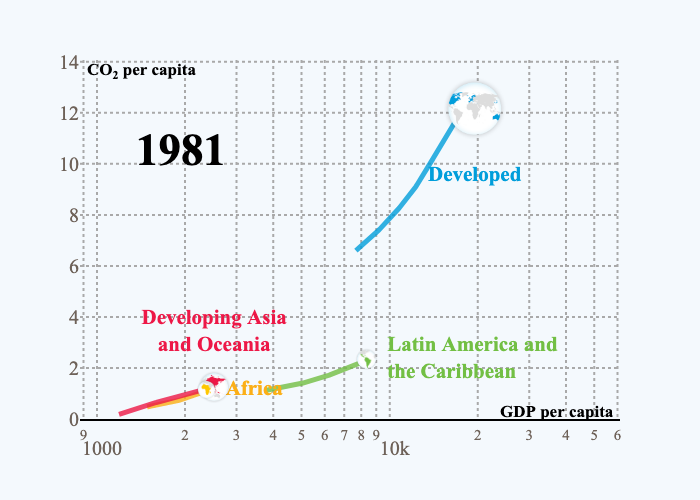 14
CO₂ per capita
12
1981
10
Developed
8
6
4
Developing Asia
and Oceania
Latin America and
the Caribbean
2
Africa
0
GDP per capita
9 2 3 4 5 6 7 8 9 2 3 4 5 6
1000 10k